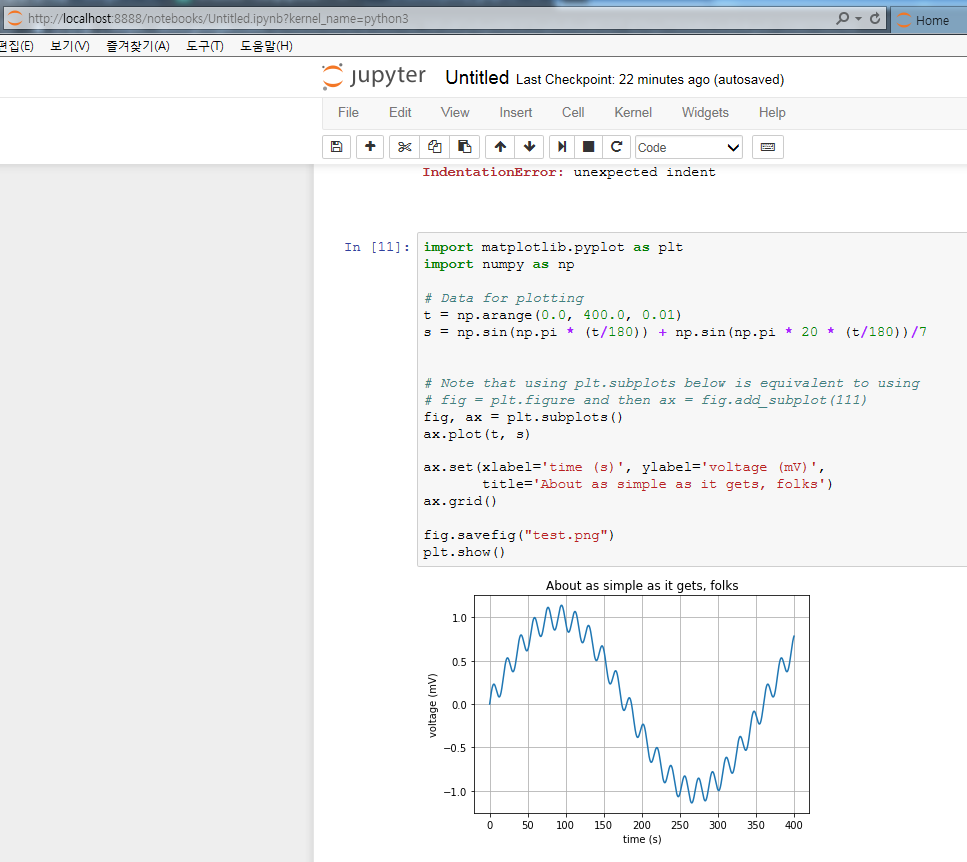 http://localhost:8888/notebooks/Untitled.ipynb?kernel_name=python3
Home
편집(E) 보기(V) 즐겨찾기(A) 도구(T) 도움말(H)
jupyter Untitled Last Checkpoint: 22 minutes ago (autosaved)
File Edit View Insert Cell Kernel Widgets Help
Code
IndentationError: unexpected indent
In [11]:
import matplotlib.pyplot as plt
import numpy as np
# Data for plotting
t = np.arange(0.0, 400.0, 0.01)
s = np.sin(np.pi * (t/180)) + np.sin(np.pi * 20 * (t/180))/7
# Note that using plt.subplots below is equivalent to using
# fig = plt.figure and then ax = fig.add_subplot(111)
fig, ax = plt.subplots()
ax.plot(t, s)
ax.set(xlabel='time (s)', ylabel='voltage (mV)',
title='About as simple as it gets, folks')
ax.grid()
fig.savefig("test.png")
plt.show()
About as simple as it gets, folks
voltage (mV)
1.0
0.5
0.0
−0.5
−1.0
0 50 100 150 200 250 300 350 400
time (s)